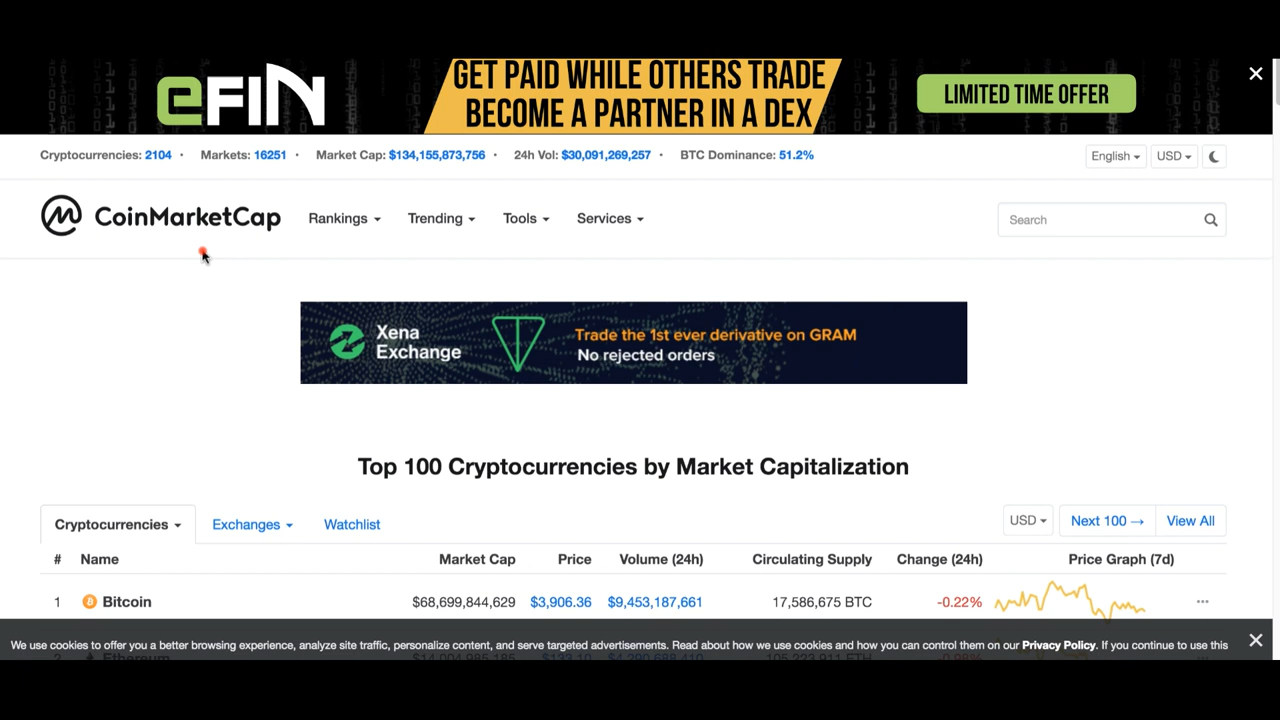 eFIN
GET PAID WHILE OTHERS TRADE
BECOME A PARTNER IN A DEX
LIMITED TIME OFFER
Cryptocurrencies: 2104 • Markets: 16251 • Market Cap: $134,155,873,756 • 24h Vol: $30,091,269,257 • BTC Dominance: 51.2%
English USD
CoinMarketCap Rankings Trending Tools Services Search
Xena
Exchange
Trade the 1st ever derivative on GRAM
No rejected orders
Top 100 Cryptocurrencies by Market Capitalization
Cryptocurrencies Exchanges Watchlist USD Next 100 → View All
# Name Market Cap Price Volume (24h) Circulating Supply Change (24h) Price Graph (7d)
1 Bitcoin $68,699,844,629 $3,906.36 $9,453,187,661 17,586,675 BTC -0.22%
We use cookies to offer you a better browsing experience, analyze site traffic, personalize content, and serve targeted advertisements. Read about how we use cookies and how you can control them on our Privacy Policy. If you continue to use this
2 Ethereum